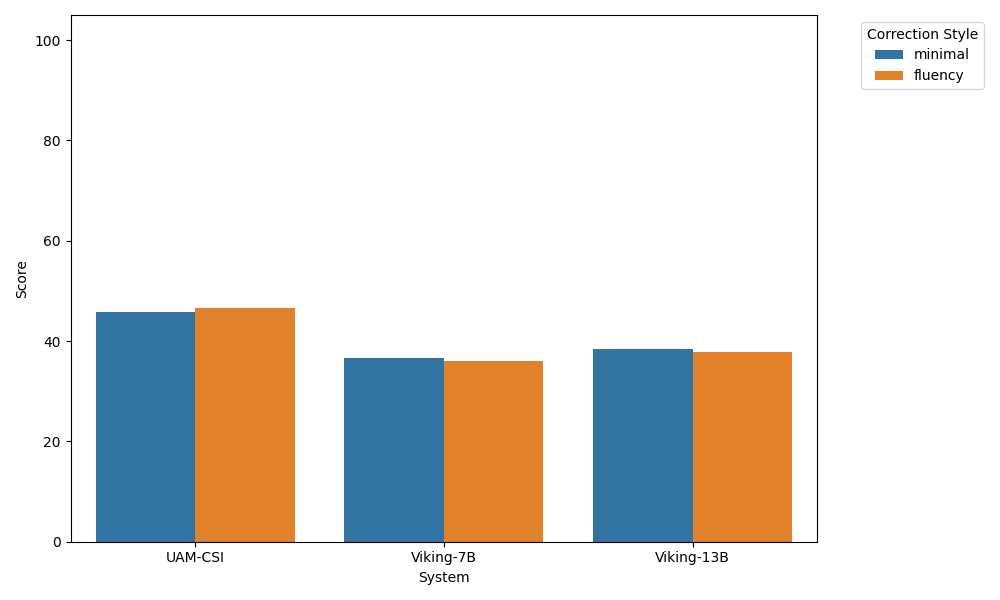 Correction Style
minimal
fluency
100
80
60
40
20
0
Score
UAM-CSI Viking-7B Viking-13B
System